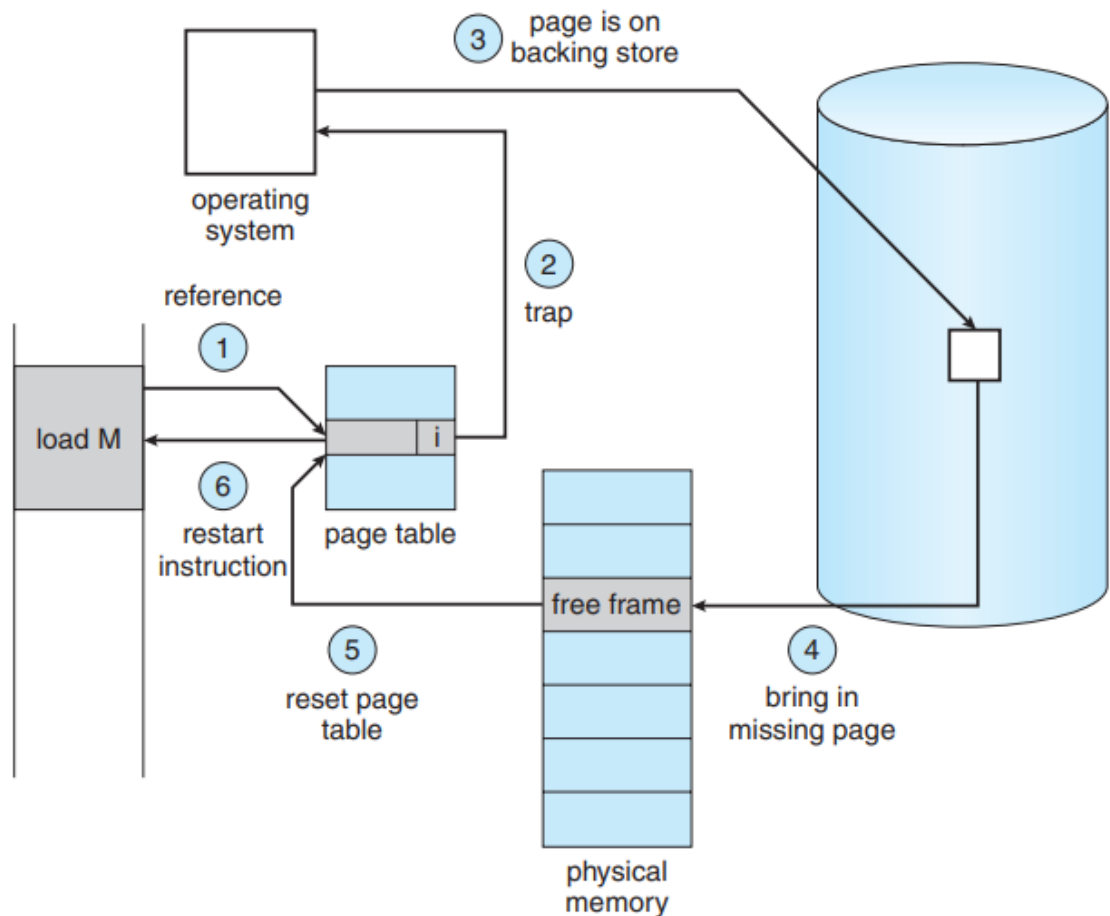 3
page is on
backing store
operating
system
2
trap
reference
1
load M
i
6
restart
instruction
page table
free frame
5
reset page
table
4
bring in
missing page
physical
memory